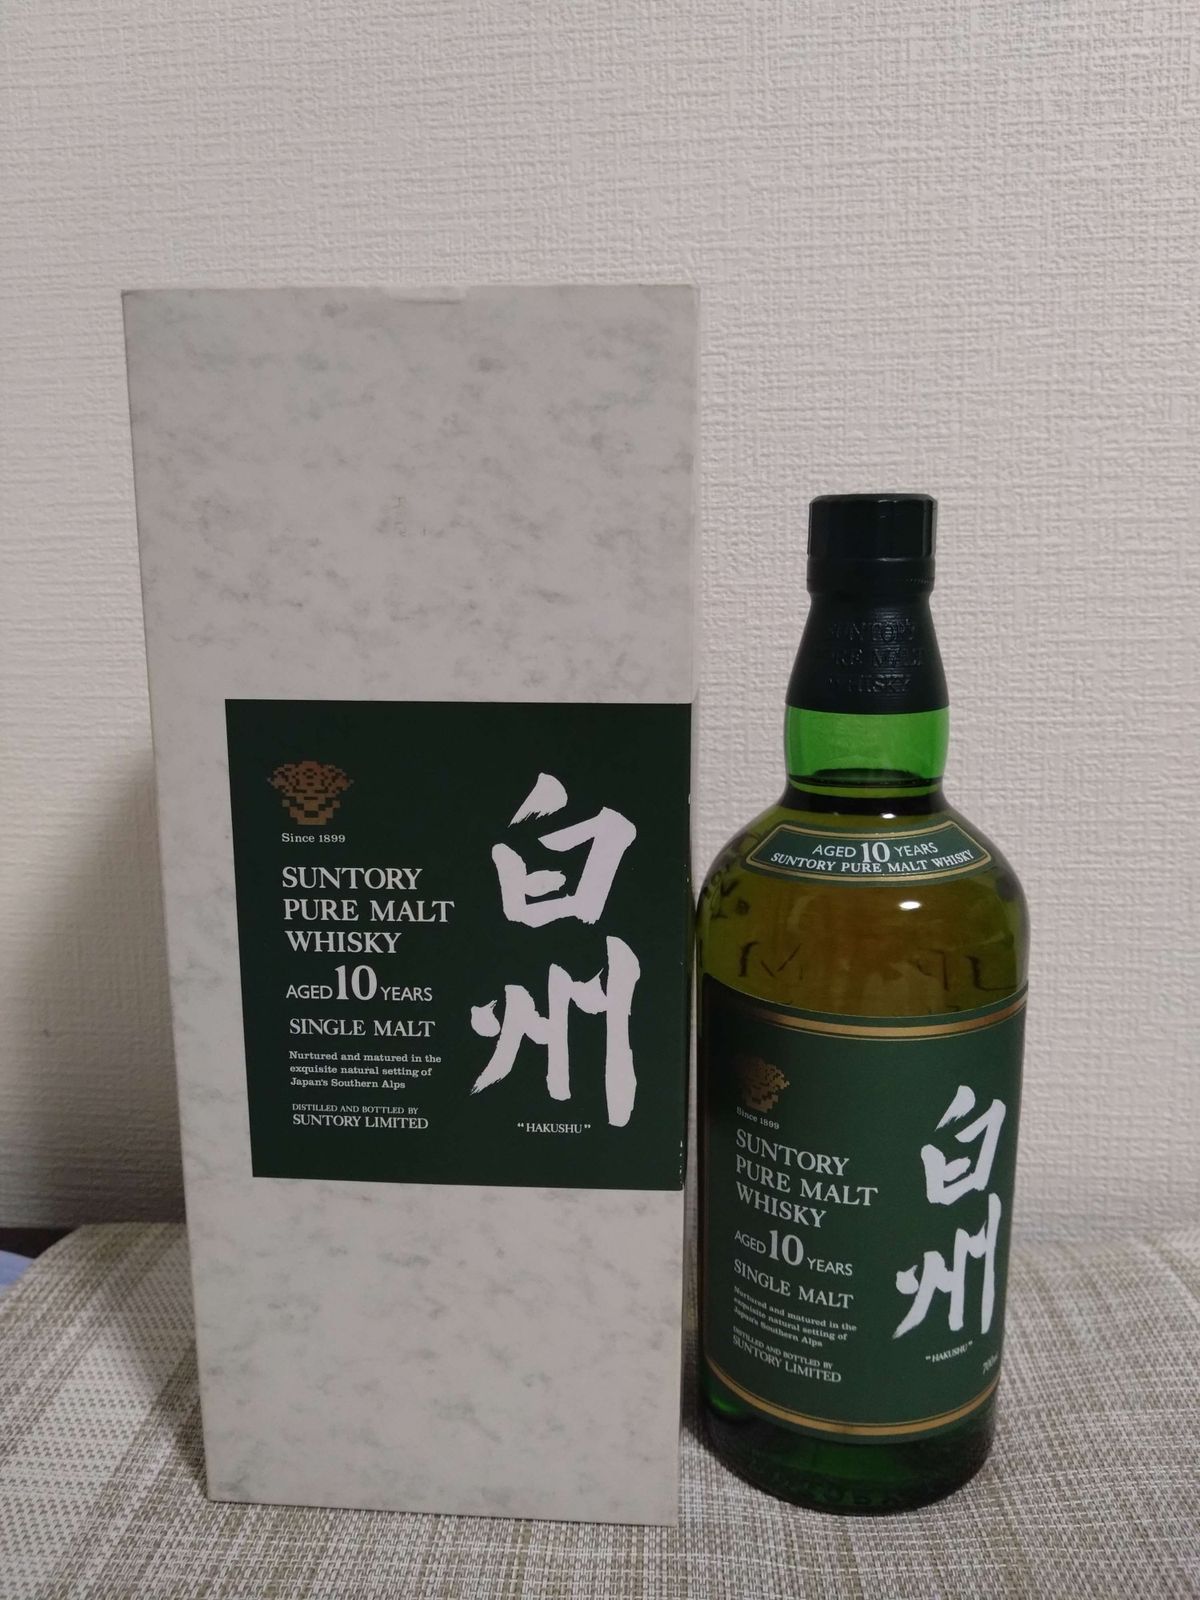 Since 1899
SUNTORY
PURE MALT
WHISKY
AGED 10 YEARS
SINGLE MALT
Nurtured and matured in the
exquisite natural setting of
Japan's Southern Alps
DISTILLED AND BOTTLED BY
SUNTORY LIMITED
白州
"HAKUSHU"
SUNTORY
PURE MALT
WHISKY
AGED 10 YEARS
SUNTORY PURE MALT WHISKY
Since 1899
SUNTORY
PURE MALT
WHISKY
AGED 10 YEARS
SINGLE MALT
Nurtured and matured in the
exquisite natural setting of
Japan's Southern Alps
DISTILLED AND BOTTLED BY
SUNTORY LIMITED
白州
"HAKUSHU"